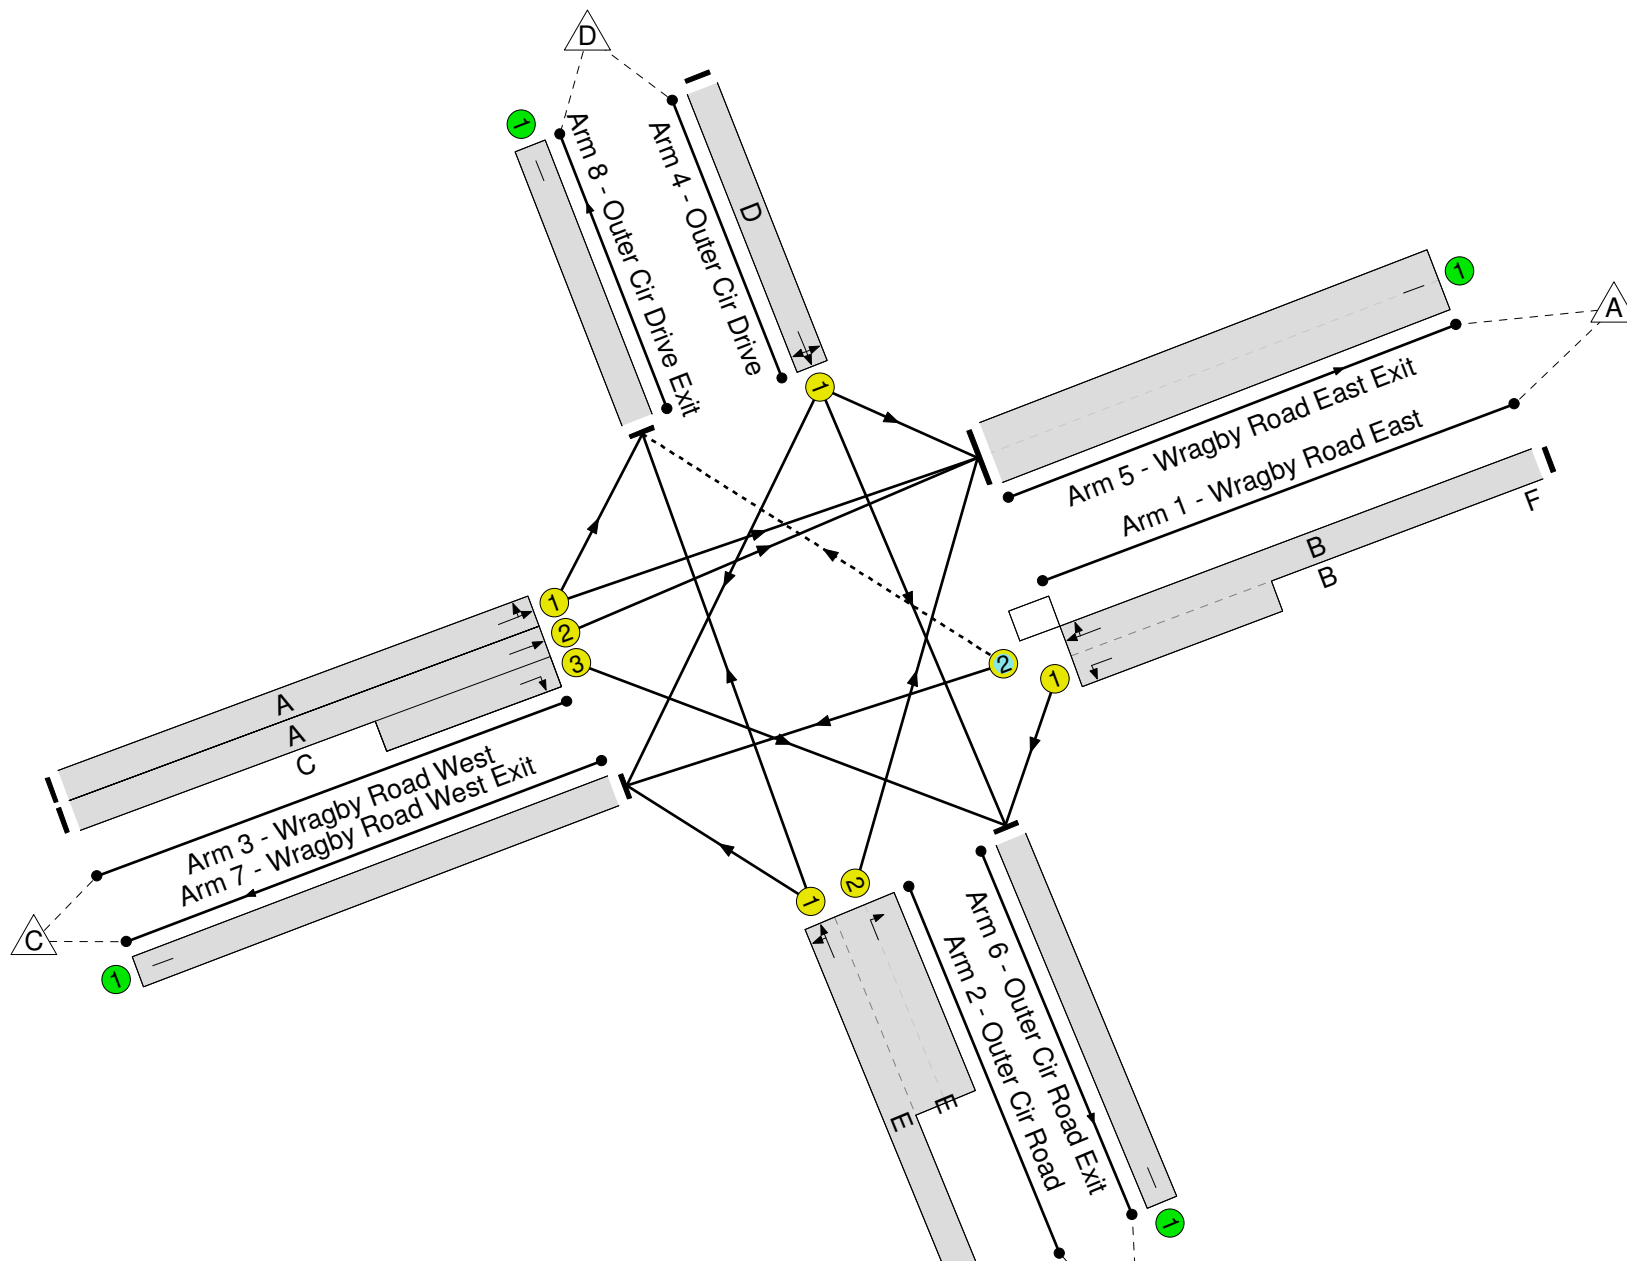 D
1
Arm 8 - Outer Cir Drive Exit
Arm 4 - Outer Cir Drive
D
1
1
A
Arm 5 - Wragby Road East Exit
Arm 1 - Wragby Road East
F
B
B
1
2
3
2
1
A
A
C
Arm 3 - Wragby Road West
Arm 7 - Wragby Road West Exit
C
1
1
2
Arm 6 - Outer Cir Road Exit
Arm 2 - Outer Cir Road
E
E
1